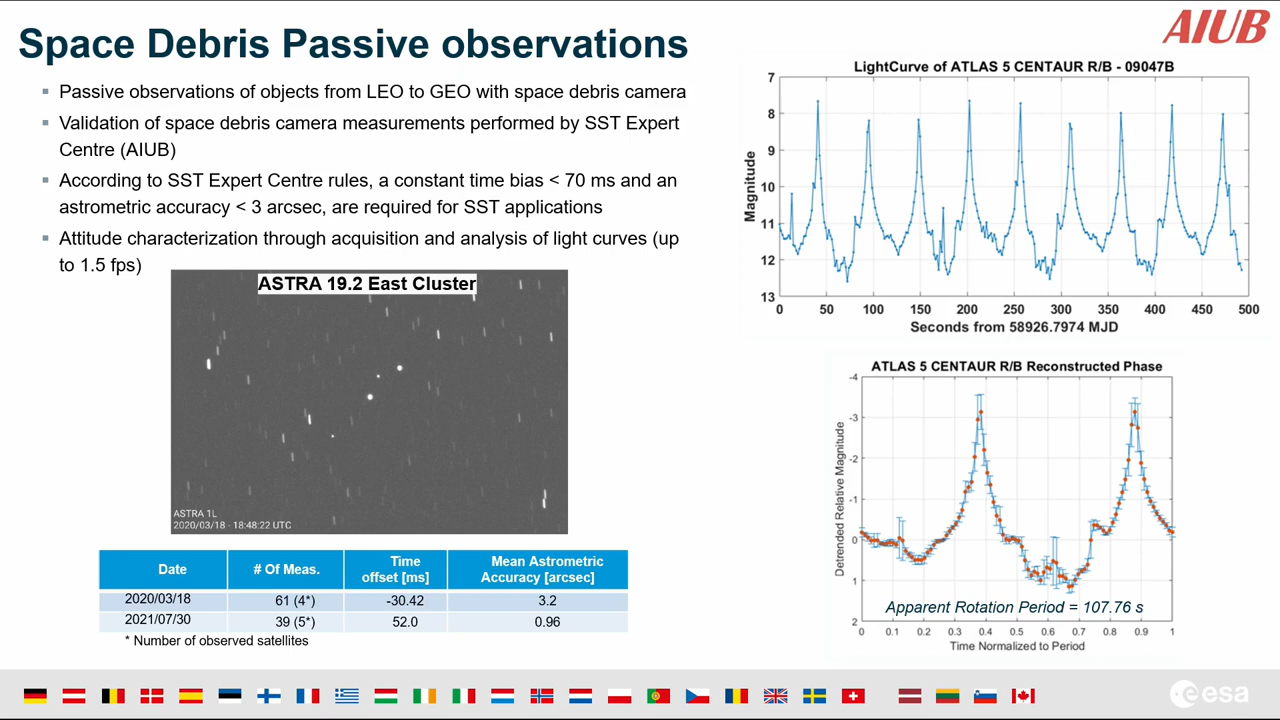 Space Debris Passive observations
AIUB
Passive observations of objects from LEO to GEO with space debris camera
Validation of space debris camera measurements performed by SST Expert
Centre (AIUB)
According to SST Expert Centre rules, a constant time bias < 70 ms and an
astrometric accuracy < 3 arcsec, are required for SST applications
Attitude characterization through acquisition and analysis of light curves (up
to 1.5 fps)
ASTRA 19.2 East Cluster
ASTRA 1L
2020/03/18 - 18:48:22 UTC
Date # Of Meas. Time offset [ms] Mean Astrometric Accuracy [arcsec]
2020/03/18 61 (4*) -30.42 3.2
2021/07/30 39 (5*) 52.0 0.96
* Number of observed satellites
LightCurve of ATLAS 5 CENTAUR R/B - 09047B
Magnitude
7
8
9
10
11
12
13
0 50 100 150 200 250 300 350 400 450 500
Seconds from 58926.7974 MJD
ATLAS 5 CENTAUR R/B Reconstructed Phase
Detrended Relative Magnitude
-4
-3
-2
-1
0
1
2
Apparent Rotation Period = 107.76 s
0 0.1 0.2 0.3 0.4 0.5 0.6 0.7 0.8 0.9 1
Time Normalized to Period
esa